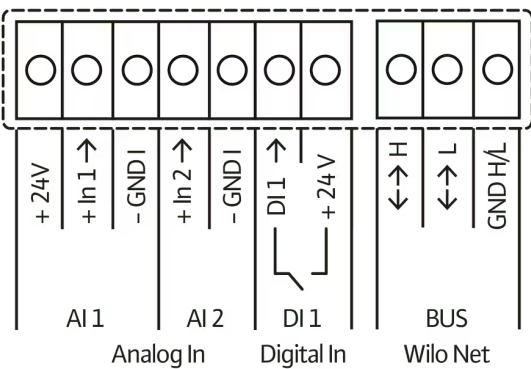 + 24V
+ In 1 →
– GND I
+ In 2 →
– GND I
DI 1 →
+ 24 V
↔ H
↔ L
GND H/L
AI 1
AI 2
DI 1
BUS
Analog In
Digital In
Wilo Net